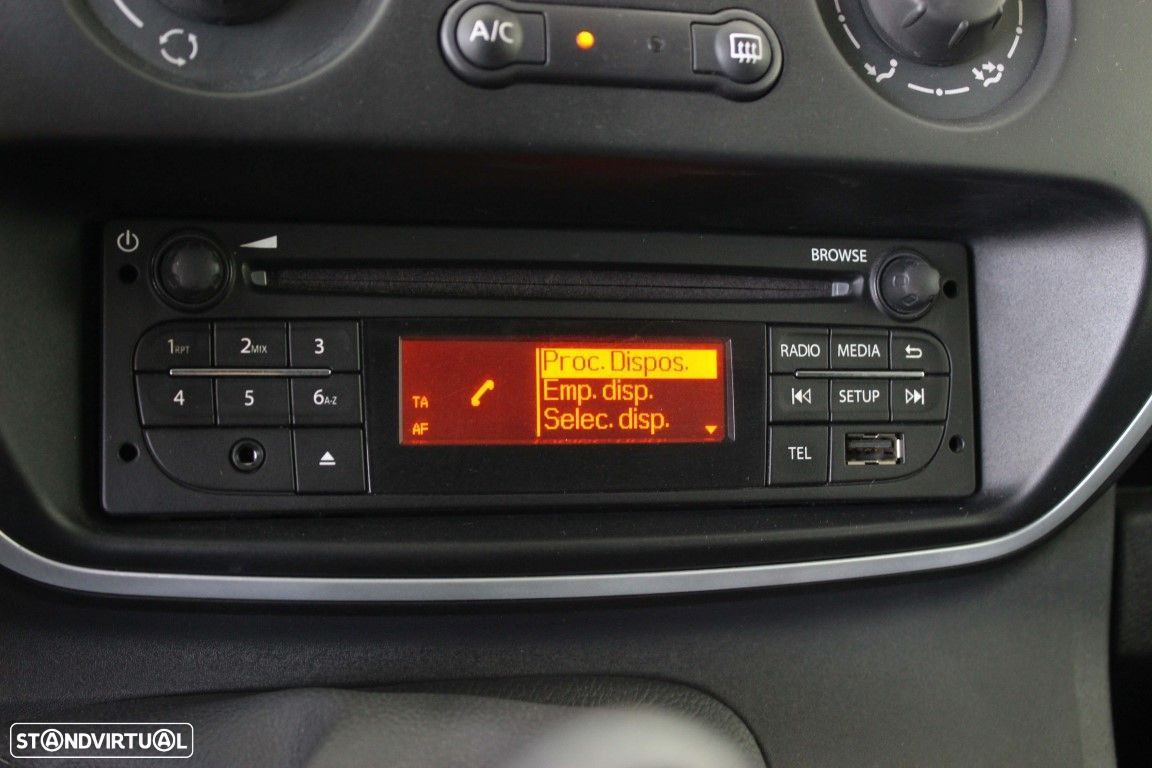 A/C
BROWSE
1RPT 2MIX 3
4 5 6A-Z
TA
AF
Proc. Dispos.
Emp. disp.
Selec. disp.
RADIO MEDIA
SETUP
TEL
STANDVIRTUAL